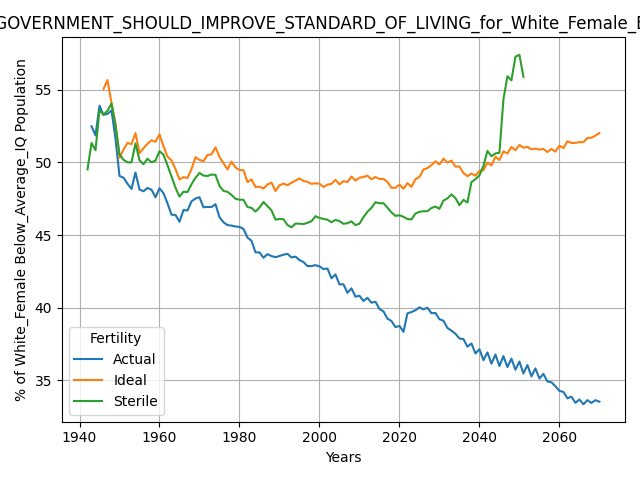 GOVERNMENT_SHOULD_IMPROVE_STANDARD_OF_LIVING_for_White_Female_B
% of White_Female Below_Average_IQ Population
55
50
45
40
35
Fertility
Actual
Ideal
Sterile
1940 1960 1980 2000 2020 2040 2060
Years